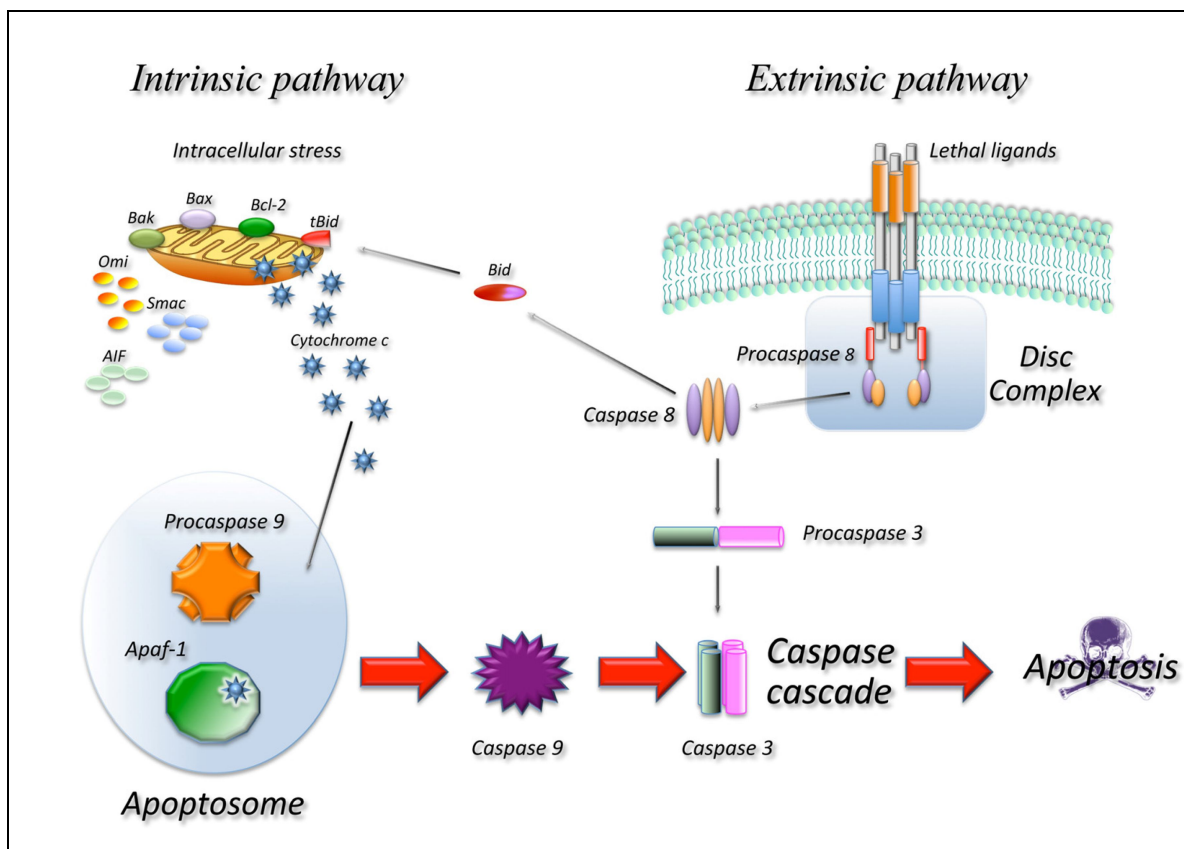 Intrinsic pathway
Extrinsic pathway
Intracellular stress
Lethal ligands
Bax
Bcl-2
Bak
tBid
Omi
Bid
Smac
Cytochrome c
AIF
Procaspase 8
Disc
Complex
Caspase 8
Procaspase 9
Procaspase 3
Apaf-1
Caspase
cascade
Apoptosis
Caspase 9
Caspase 3
Apoptosome